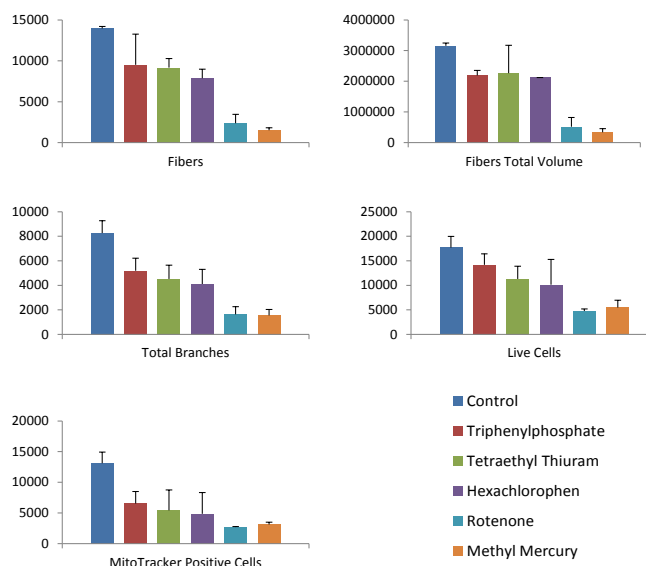 15000
10000
5000
0
Fibers
4000000
3000000
2000000
1000000
0
Fibers Total Volume
10000
8000
6000
4000
2000
0
Total Branches
25000
20000
15000
10000
5000
0
Live Cells
20000
15000
10000
5000
0
MitoTracker Positive Cells
Control
Triphenylphosphate
Tetraethyl Thiuram
Hexachlorophen
Rotenone
Methyl Mercury